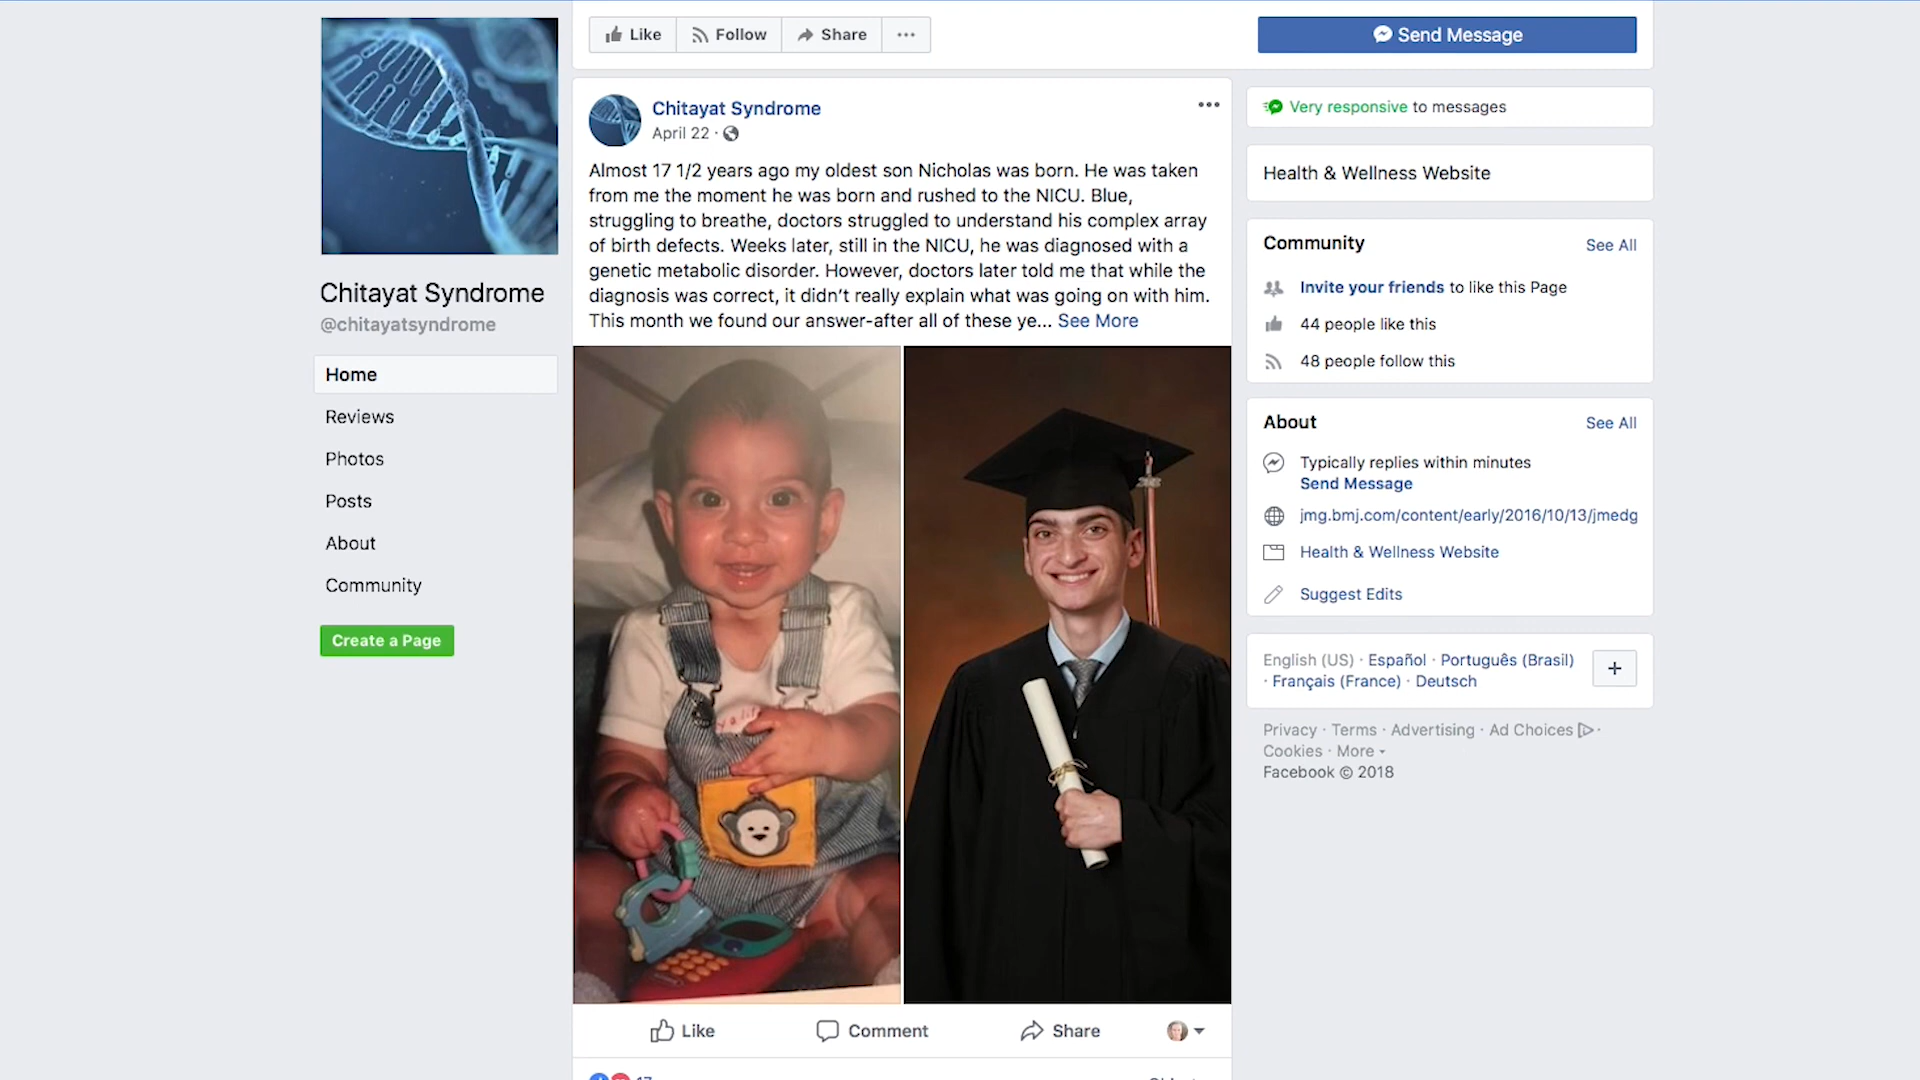 Chitayat Syndrome
@chitayatsyndrome
Home
Reviews
Photos
Posts
About
Community
Create a Page
Like
Follow
Share
Send Message
Chitayat Syndrome
April 22 ·
Almost 17 1/2 years ago my oldest son Nicholas was born. He was taken
from me the moment he was born and rushed to the NICU. Blue,
struggling to breathe, doctors struggled to understand his complex array
of birth defects. Weeks later, still in the NICU, he was diagnosed with a
genetic metabolic disorder. However, doctors later told me that while the
diagnosis was correct, it didn’t really explain what was going on with him.
This month we found our answer-after all of these ye... See More
Like
Comment
Share
Very responsive to messages
Health & Wellness Website
Community
See All
Invite your friends to like this Page
44 people like this
48 people follow this
About
See All
Typically replies within minutes
Send Message
jmg.bmj.com/content/early/2016/10/13/jmedg
Health & Wellness Website
Suggest Edits
English (US) · Español · Português (Brasil)
· Français (France) · Deutsch
Privacy · Terms · Advertising · Ad Choices ·
Cookies · More
Facebook © 2018